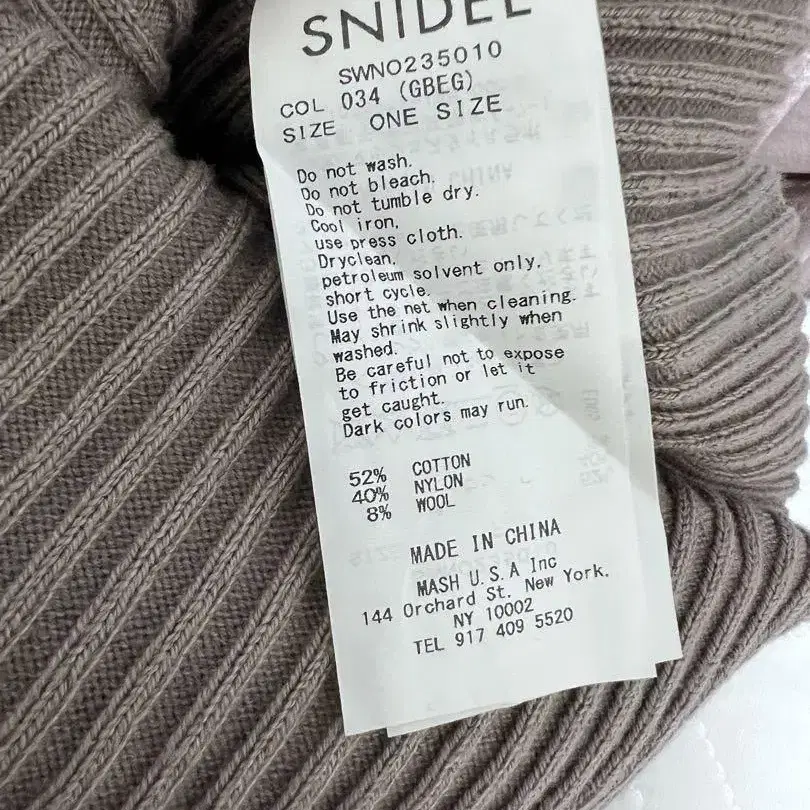 SNIDEL
SWNO235010
COL 034 (GBEG)
SIZE ONE SIZE
Do not wash.
Do not bleach.
Do not tumble dry.
Cool iron,
use press cloth.
Dryclean,
petroleum solvent only,
short cycle.
Use the net when cleaning.
May shrink slightly when
washed.
Be careful not to expose
to friction or let it
get caught.
Dark colors may run.
52% COTTON
40% NYLON
8% WOOL
MADE IN CHINA
MASH U.S.A Inc
144 Orchard St. New York.
NY 10002
TEL 917 409 5520